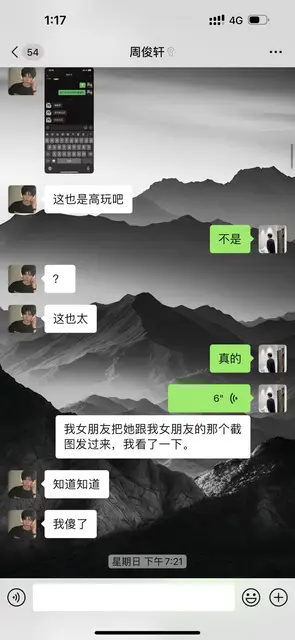 1:17
4G
54
周俊轩
这也是高玩吧
不是
?
这也太
真的
6"
我女朋友把她跟我女朋友的那个截
图发过来，我看了一下。
知道知道
我傻了
星期日 下午7:21